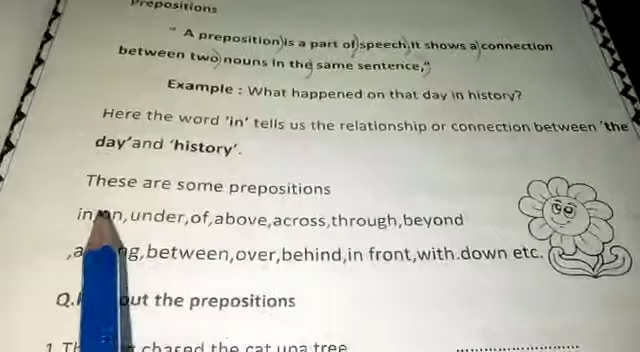 Prepositions
" A preposition is a part of speech,It shows a connection
between two nouns in the same sentence,"
Example : What happened on that day in history?
Here the word 'in' tells us the relationship or connection between 'the
day'and 'history'.
These are some prepositions
in,on,under,of,above,across,through,beyond
between,over,behind,in front,with.down etc.
out the prepositions
chased the cat upa tree